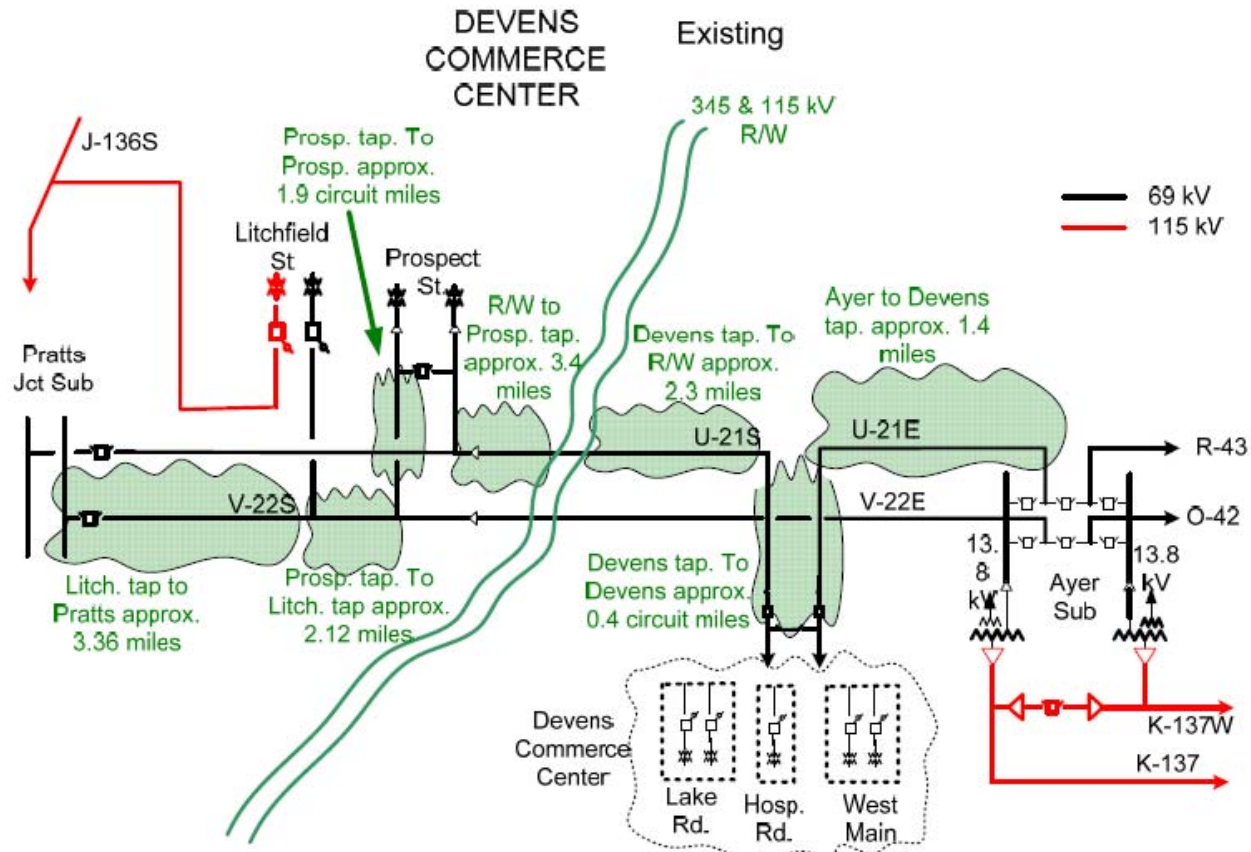 DEVENS
COMMERCE
CENTER
Existing
345 & 115 kV
R/W
J-136S
Prosp. tap. To
Prosp. approx.
1.9 circuit miles
69 kV
115 kV
Litchfield
St
Prospect
St.
R/W to
Prosp. tap.
approx. 3.4
miles
Devens tap. To
R/W approx.
2.3 miles
Ayer to Devens
tap. approx. 1.4
miles
Pratts
Jct Sub
U-21S
U-21E
R-43
V-22S
V-22E
O-42
Litch. tap to
Pratts approx.
3.36 miles
Prosp. tap. To
Litch. tap approx.
2.12 miles
Devens tap. To
Devens approx.
0.4 circuit miles
13.
8
kV
Ayer
Sub
13.8
kV
Devens
Commerce
Center
Lake
Rd.
Hosp.
Rd.
West
Main
K-137W
K-137